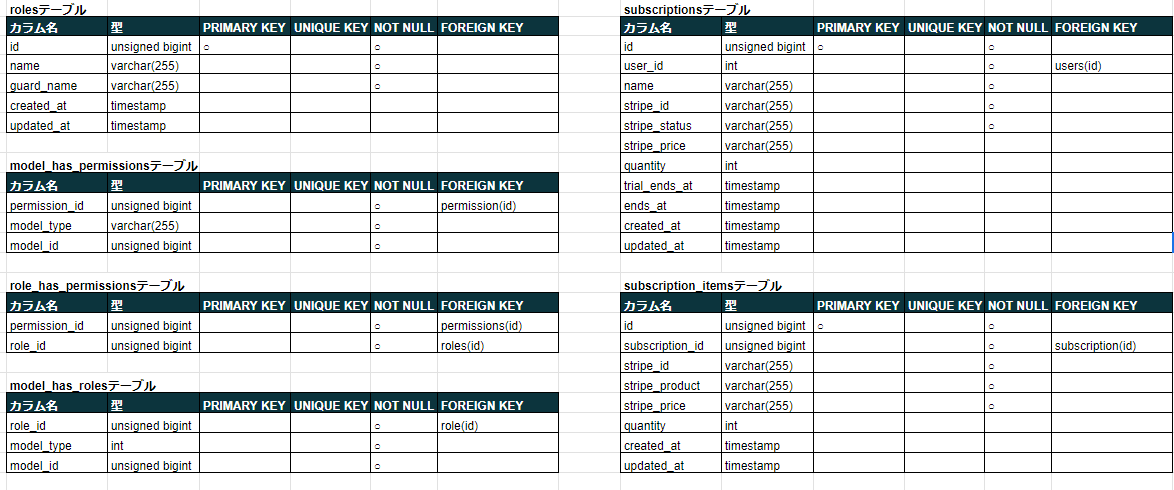 rolesテーブル
カラム名 型 PRIMARY KEY UNIQUE KEY NOT NULL FOREIGN KEY
id unsigned bigint ○ ○
name varchar(255) ○
guard_name varchar(255) ○
created_at timestamp
updated_at timestamp
model_has_permissionsテーブル
カラム名 型 PRIMARY KEY UNIQUE KEY NOT NULL FOREIGN KEY
permission_id unsigned bigint ○ permission(id)
model_type varchar(255) ○
model_id unsigned bigint ○
role_has_permissionsテーブル
カラム名 型 PRIMARY KEY UNIQUE KEY NOT NULL FOREIGN KEY
permission_id unsigned bigint ○ permissions(id)
role_id unsigned bigint ○ roles(id)
model_has_rolesテーブル
カラム名 型 PRIMARY KEY UNIQUE KEY NOT NULL FOREIGN KEY
role_id unsigned bigint ○ role(id)
model_type int ○
model_id unsigned bigint ○
subscriptionsテーブル
カラム名 型 PRIMARY KEY UNIQUE KEY NOT NULL FOREIGN KEY
id unsigned bigint ○ ○
user_id int ○ users(id)
name varchar(255) ○
stripe_id varchar(255) ○
stripe_status varchar(255) ○
stripe_price varchar(255)
quantity int
trial_ends_at timestamp
ends_at timestamp
created_at timestamp
updated_at timestamp
subscription_itemsテーブル
カラム名 型 PRIMARY KEY UNIQUE KEY NOT NULL FOREIGN KEY
id unsigned bigint ○ ○
subscription_id unsigned bigint ○ subscription(id)
stripe_id varchar(255) ○
stripe_product varchar(255) ○
stripe_price varchar(255) ○
quantity int
created_at timestamp
updated_at timestamp